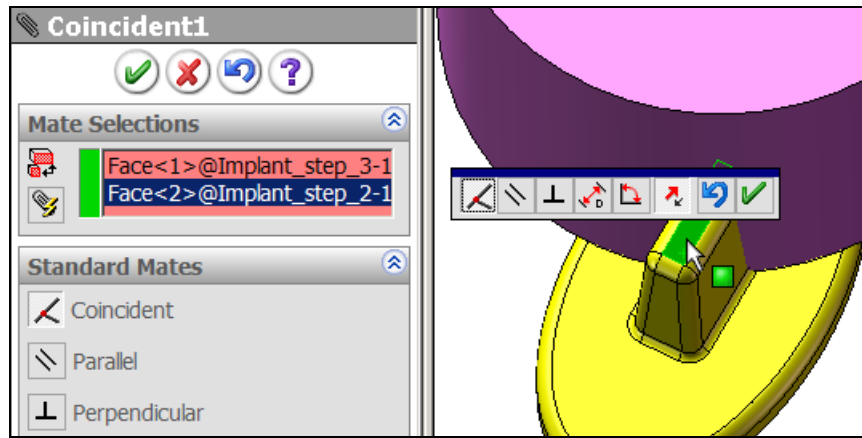 Coincident1
Mate Selections
Face<1>@Implant_step_3-1
Face<2>@Implant_step_2-1
D
Standard Mates
Coincident
Parallel
Perpendicular